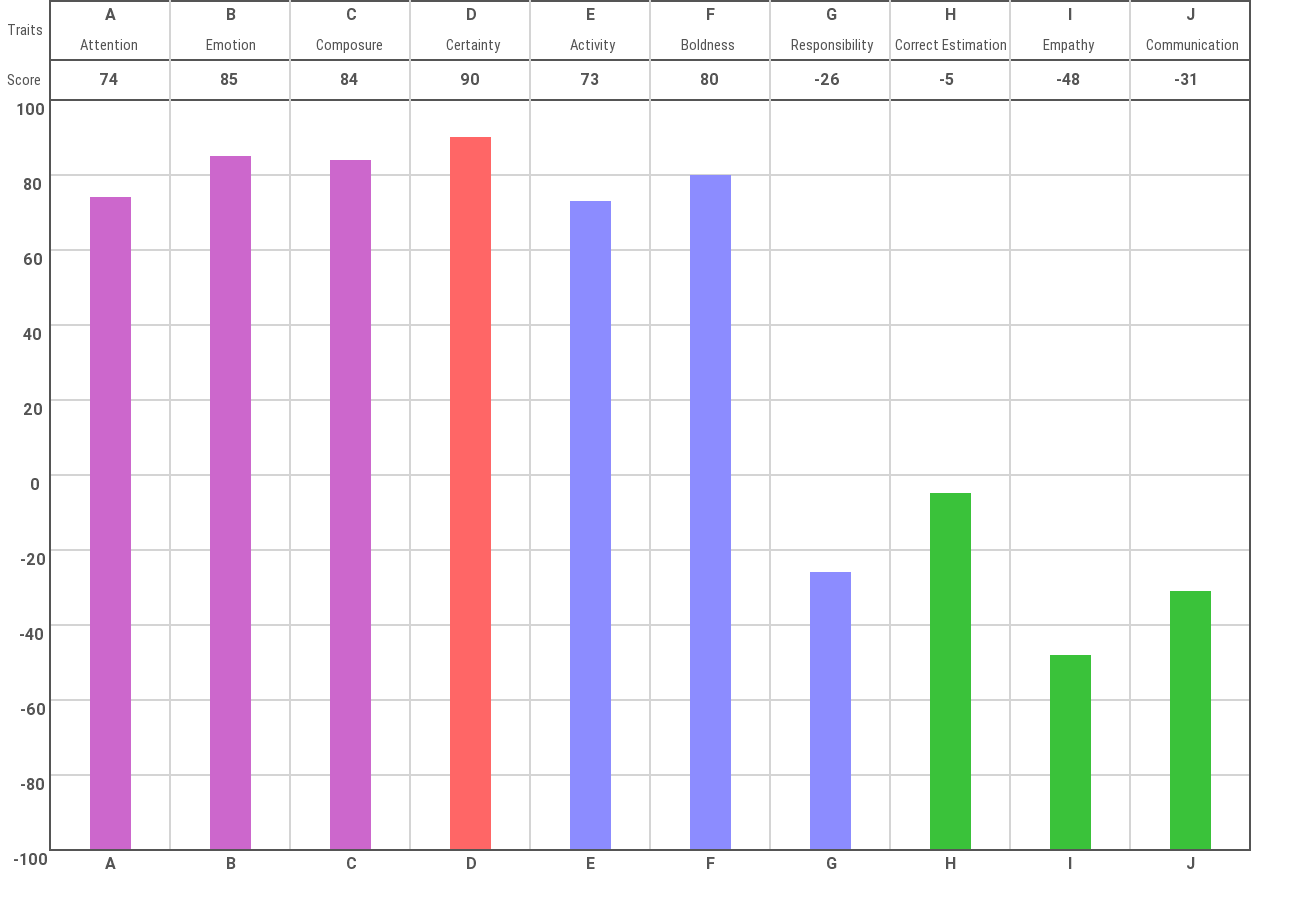 A B C D E F G H I J
Traits
Attention Emotion Composure Certainty Activity Boldness Responsibility Correct Estimation Empathy Communication
Score 74 85 84 90 73 80 -26 -5 -48 -31
100
80
60
40
20
0
-20
-40
-60
-80
-100
A B C D E F G H I J